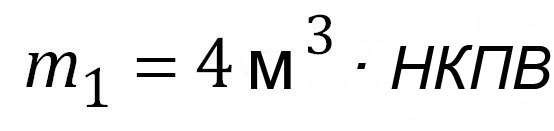 m₁ = 4 м³ · НКПВ